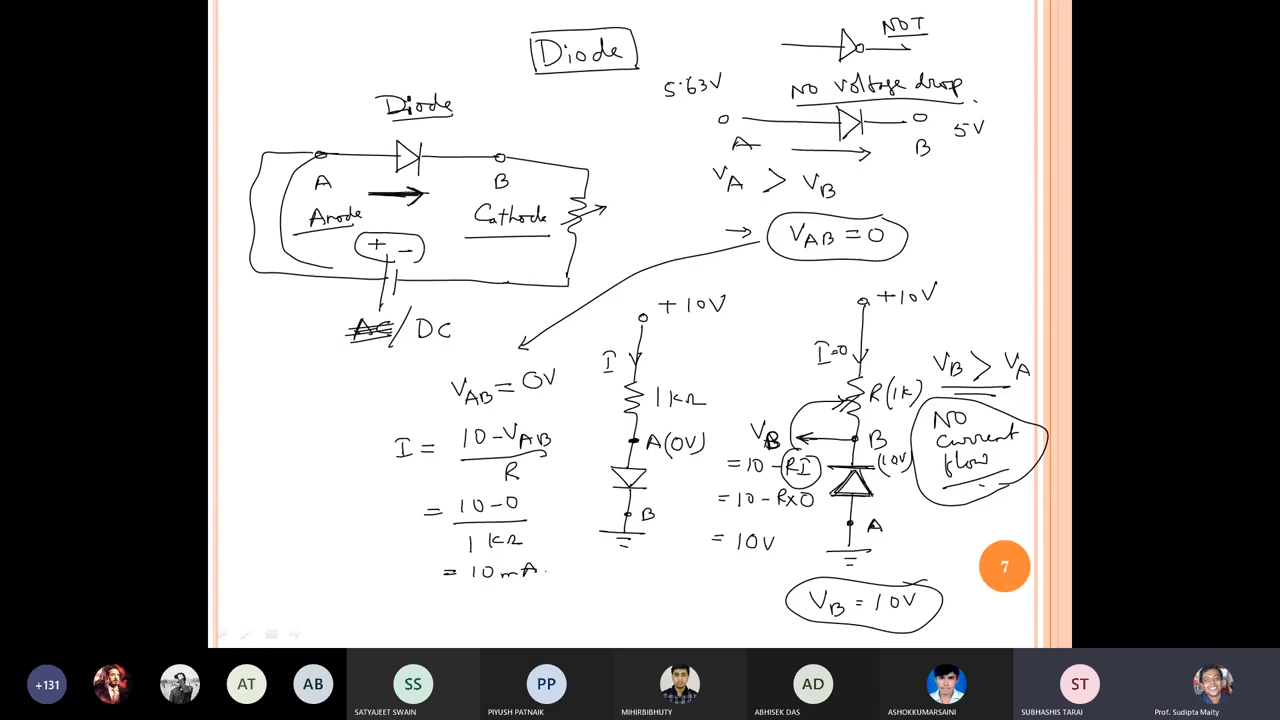 Diode
NOT
5.63V
NO voltage drop
Diode
A
B
5V
VA > VB
A
B
Anode
Cathode
+ -
→ VAB = 0
AC/DC
+10V
+10V
I
I=0
VB > VA
VAB = 0V
1kΩ
R(1K)
NO
current
flow
I = 10-VAB
R
A(0V)
VB
B
(10V)
= 10 - RI
= 10-0
1 kΩ
= 10 - R×0
B
A
= 10V
= 10mA.
7
VB = 10V
+131
AT
AB
SS
PP
AD
ST
SATYAJEET SWAIN
PIYUSH PATNAIK
MIHIRBIBHUTY
ABHISEK DAS
ASHOKKUMARSAINI
SUBHASHIS TARAI
Prof. Sudipta Maity